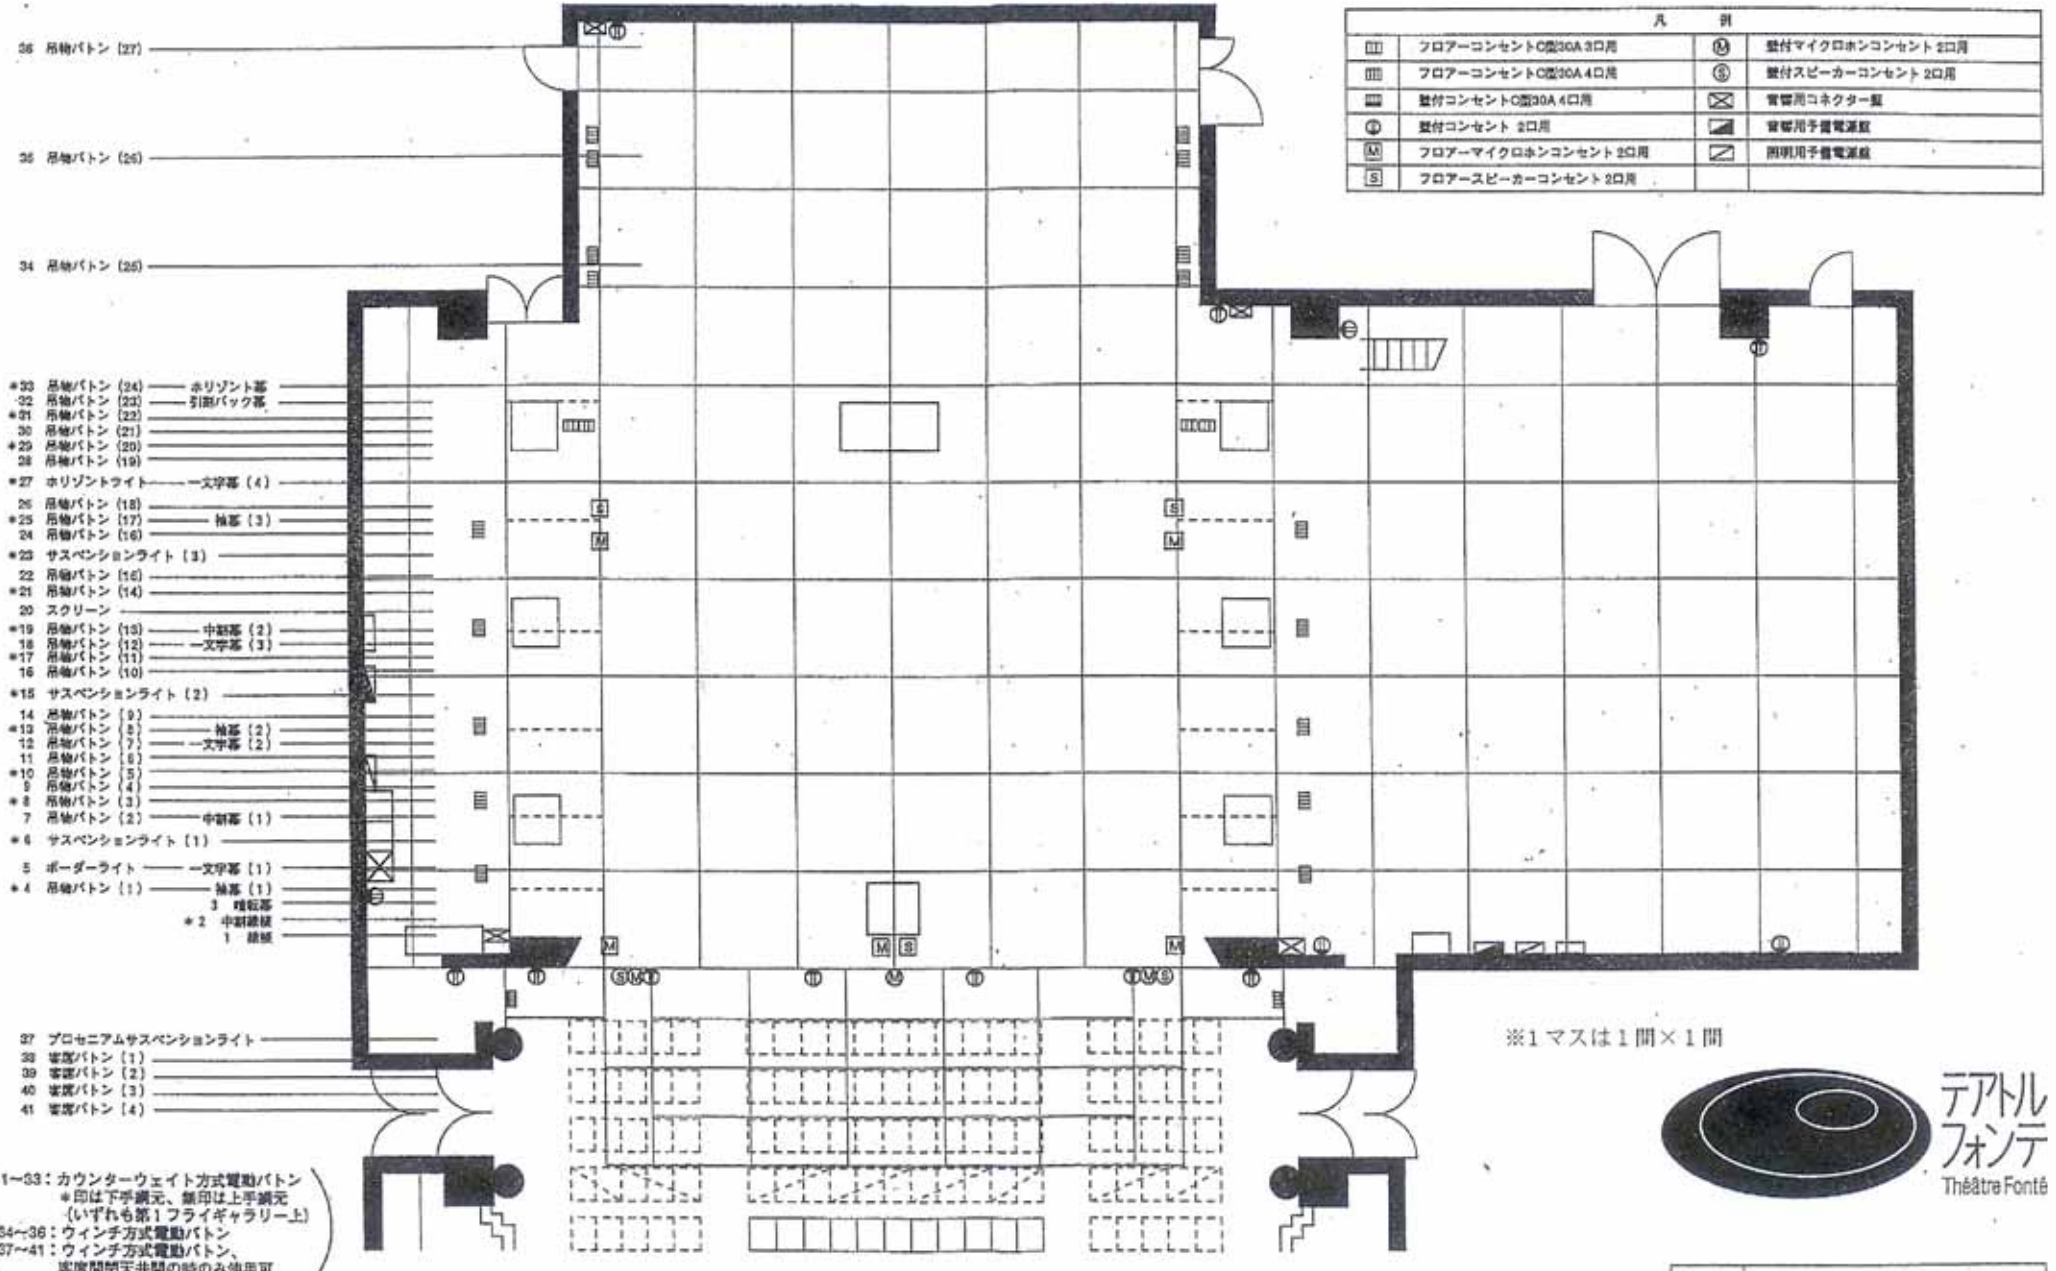 凡 例
フロアーコンセントC型30A 3口用
M 壁付マイクロホンコンセント 2口用
フロアーコンセントC型30A 4口用
S 壁付スピーカーコンセント 2口用
壁付コンセントC型30A 4口用
音響用コネクター盤
壁付コンセント 2口用
音響用予備電源盤
M フロアーマイクロホンコンセント 2口用
照明用予備電源盤
S フロアースピーカーコンセント 2口用
36 吊物バトン (27)
35 吊物バトン (26)
34 吊物バトン (25)
*33 吊物バトン (24) ホリゾント幕
32 吊物バトン (23) 引割バック幕
*31 吊物バトン (22)
30 吊物バトン (21)
*29 吊物バトン (20)
28 吊物バトン (19)
*27 ホリゾントライト 一文字幕 (4)
26 吊物バトン (18)
*25 吊物バトン (17) 袖幕 (3)
24 吊物バトン (16)
*23 サスペンションライト (3)
22 吊物バトン (15)
*21 吊物バトン (14)
20 スクリーン
*19 吊物バトン (13) 中割幕 (2)
18 吊物バトン (12) 一文字幕 (3)
*17 吊物バトン (11)
16 吊物バトン (10)
*15 サスペンションライト (2)
14 吊物バトン (9)
*13 吊物バトン (8) 袖幕 (2)
12 吊物バトン (7) 一文字幕 (2)
11 吊物バトン (6)
*10 吊物バトン (5)
9 吊物バトン (4)
*8 吊物バトン (3)
7 吊物バトン (2) 中割幕 (1)
*6 サスペンションライト (1)
5 ボーダーライト 一文字幕 (1)
*4 吊物バトン (1) 袖幕 (1)
3 暗転幕
*2 中割緞帳
1 緞帳
S S
M M
M M S M
S M M M S
37 プロセニアムサスペンションライト
38 客席バトン (1)
39 客席バトン (2)
40 客席バトン (3)
41 客席バトン (4)
1~33:カウンターウェイト方式電動バトン
*印は下手綱元、無印は上手綱元
(いずれも第1フライギャラリー上)
34~36:ウィンチ方式電動バトン
37~41:ウィンチ方式電動バトン、
※1マスは1間×1間
テアトル
フォンテ
Théâtre Fonté